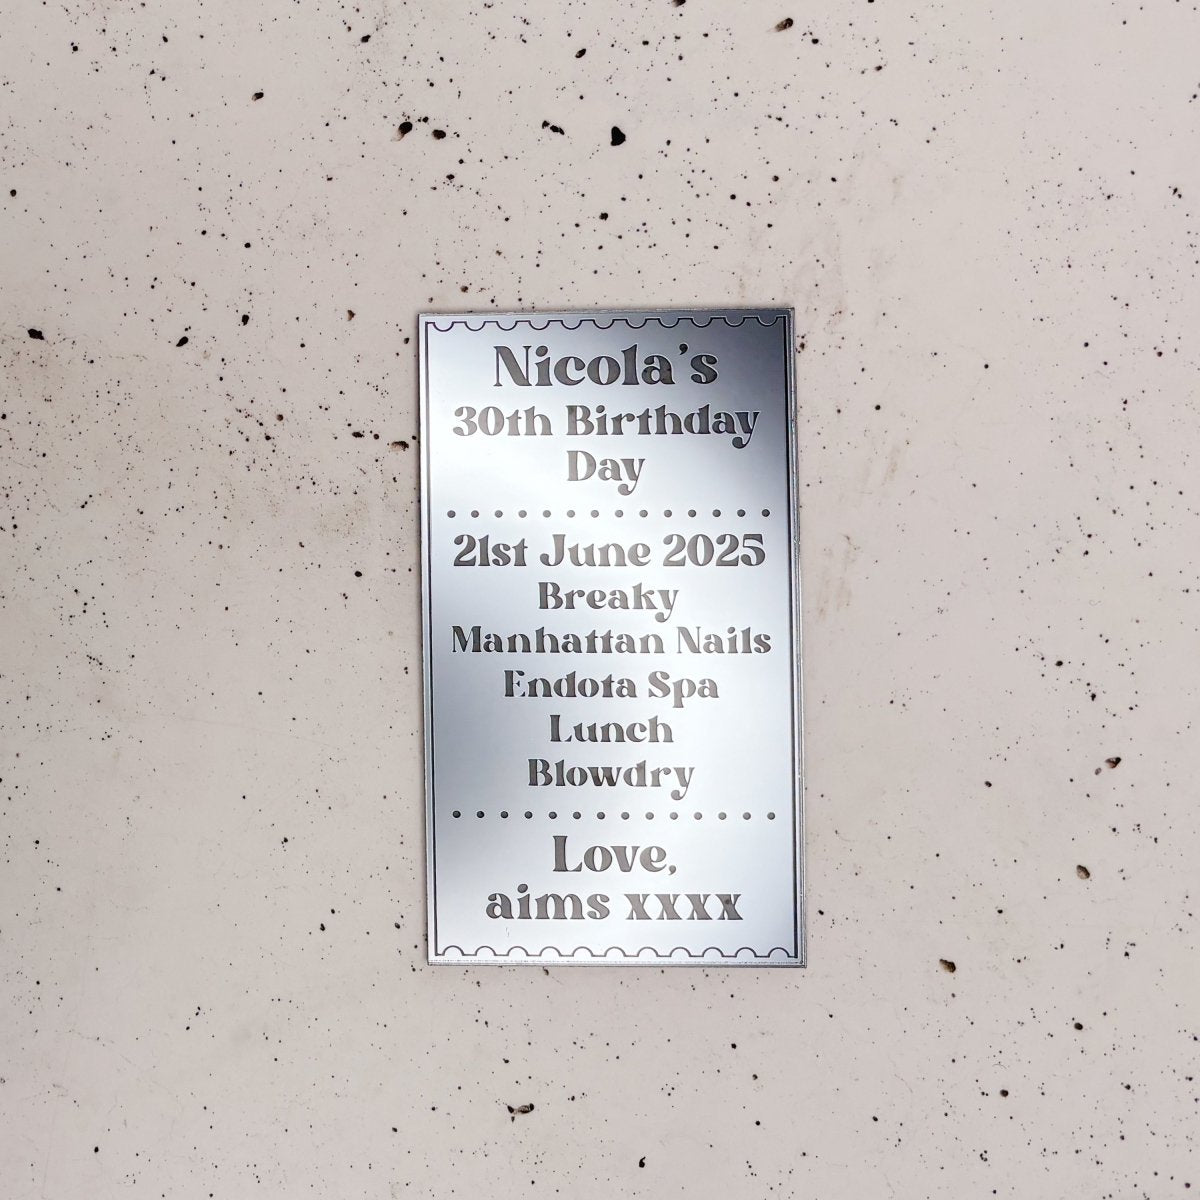 Nicola's
30th Birthday
Day
21st June 2025
Breaky
Manhattan Nails
Endota Spa
Lunch
Blowdry
Love,
aims xxxx